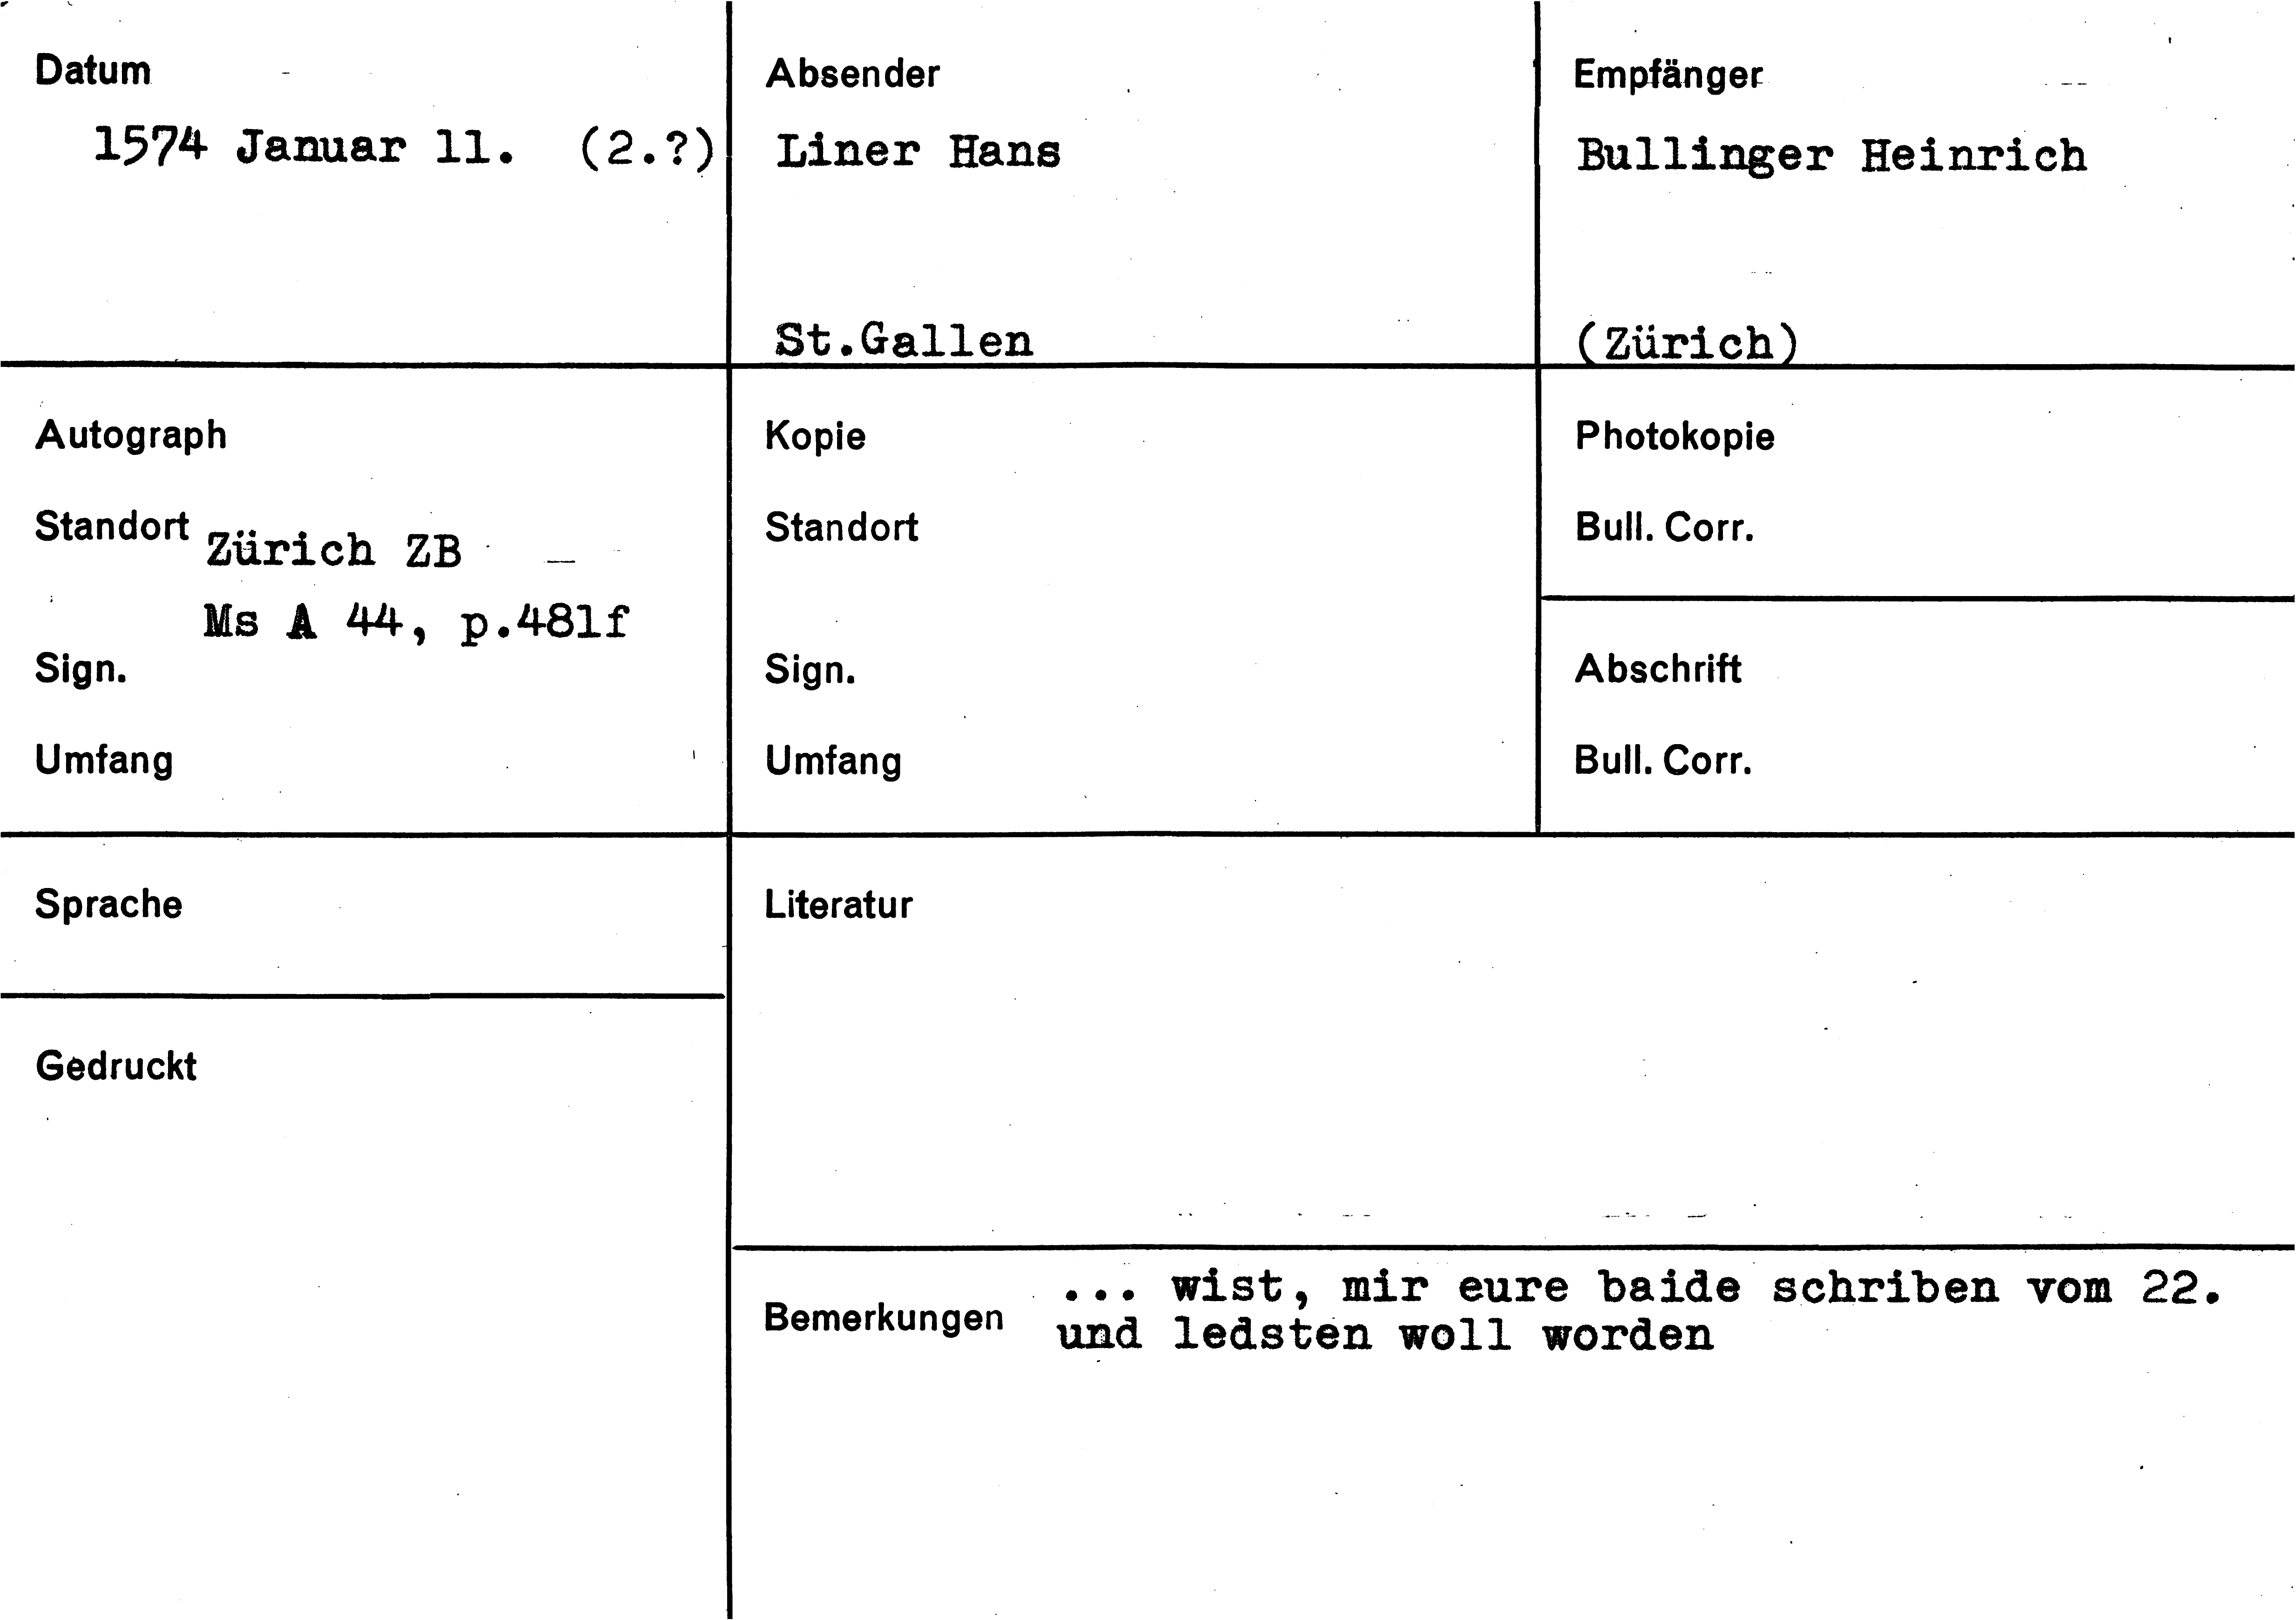 Datum
1574 Januar 11. (2.?)
Absender
Liner Hans
St.Gallen
Empfänger
Bullinger Heinrich
(Zürich)
Autograph
Standort Zürich ZB
Ms A 44, p.481f
Sign.
Umfang
Kopie
Standort
Sign.
Umfang
Photokopie
Bull. Corr.
Abschrift
Bull. Corr.
Sprache
Gedruckt
Literatur
Bemerkungen ... wist, mir eure baide schriben vom 22.
und ledsten woll worden